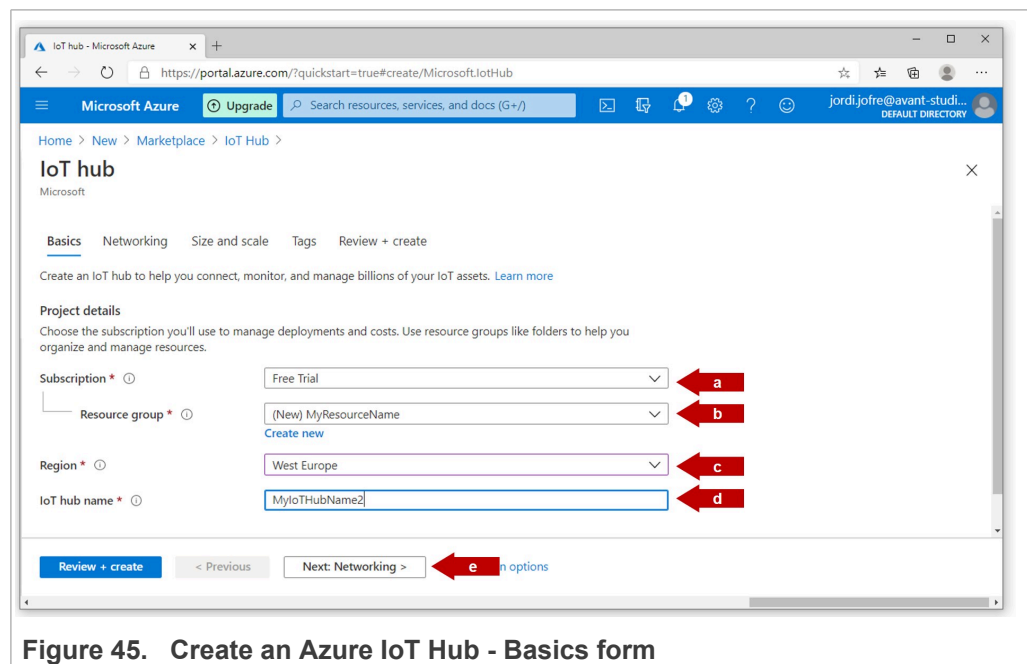 IoT hub - Microsoft Azure
https://portal.azure.com/?quickstart=true#create/Microsoft.IotHub
Microsoft Azure Upgrade Search resources, services, and docs (G+/) 1 ? jordi.jofre@avant-studi...
DEFAULT DIRECTORY
Home > New > Marketplace > IoT Hub >
IoT hub
Microsoft
Basics Networking Size and scale Tags Review + create
Create an IoT hub to help you connect, monitor, and manage billions of your IoT assets. Learn more
Project details
Choose the subscription you'll use to manage deployments and costs. Use resource groups like folders to help you
organize and manage resources.
Subscription * Free Trial a
Resource group * (New) MyResourceName b
Create new
Region * West Europe c
IoT hub name * MyIoTHubName2 d
Review + create < Previous Next: Networking > e n options
Figure 45. Create an Azure IoT Hub - Basics form